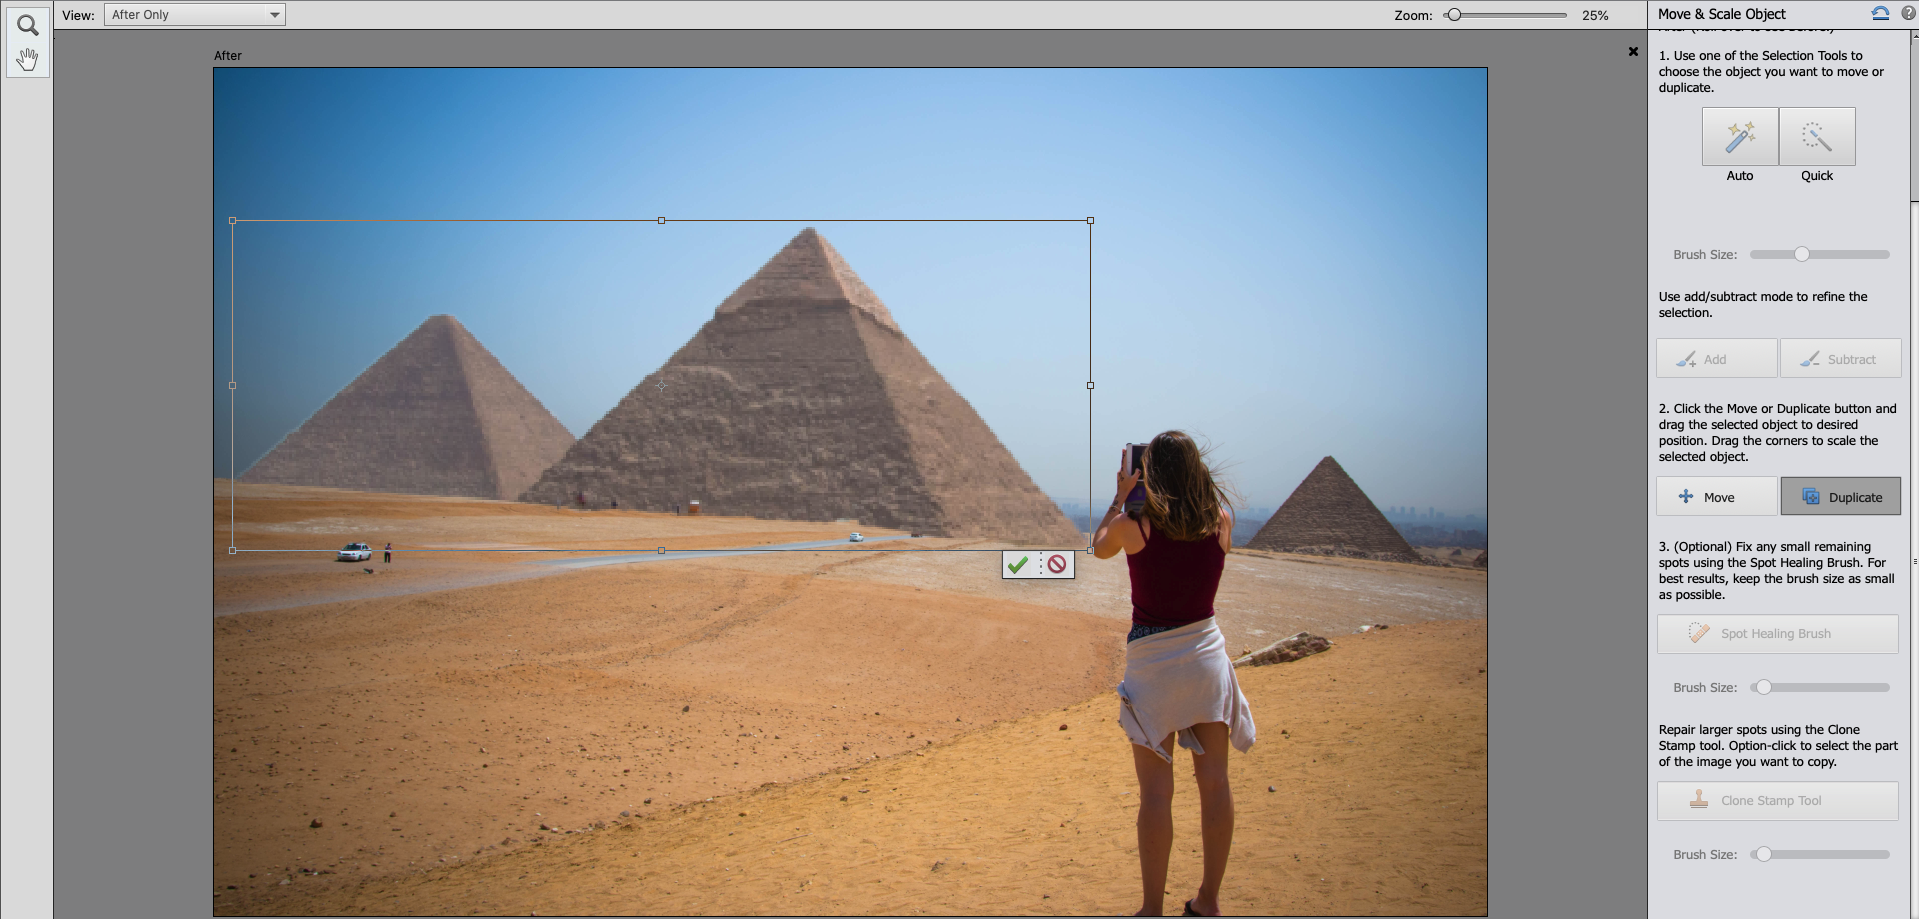 View:
After Only
Zoom:
25%
Move & Scale Object
?
After
1. Use one of the Selection Tools to
choose the object you want to move or
duplicate.
Auto
Quick
Brush Size:
Use add/subtract mode to refine the
selection.
Add
Subtract
2. Click the Move or Duplicate button and
drag the selected object to desired
position. Drag the corners to scale the
selected object.
Move
Duplicate
3. (Optional) Fix any small remaining
spots using the Spot Healing Brush. For
best results, keep the brush size as small
as possible.
Spot Healing Brush
Brush Size:
Repair larger spots using the Clone
Stamp tool. Option-click to select the part
of the image you want to copy.
Clone Stamp Tool
Brush Size: